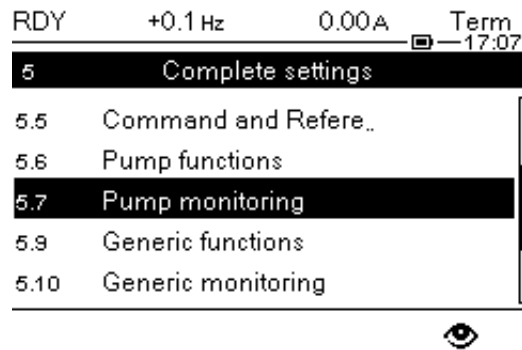 RDY +0.1 Hz 0.00A Term
17:07
5 Complete settings
5.5 Command and Refere..
5.6 Pump functions
5.7 Pump monitoring
5.9 Generic functions
5.10 Generic monitoring